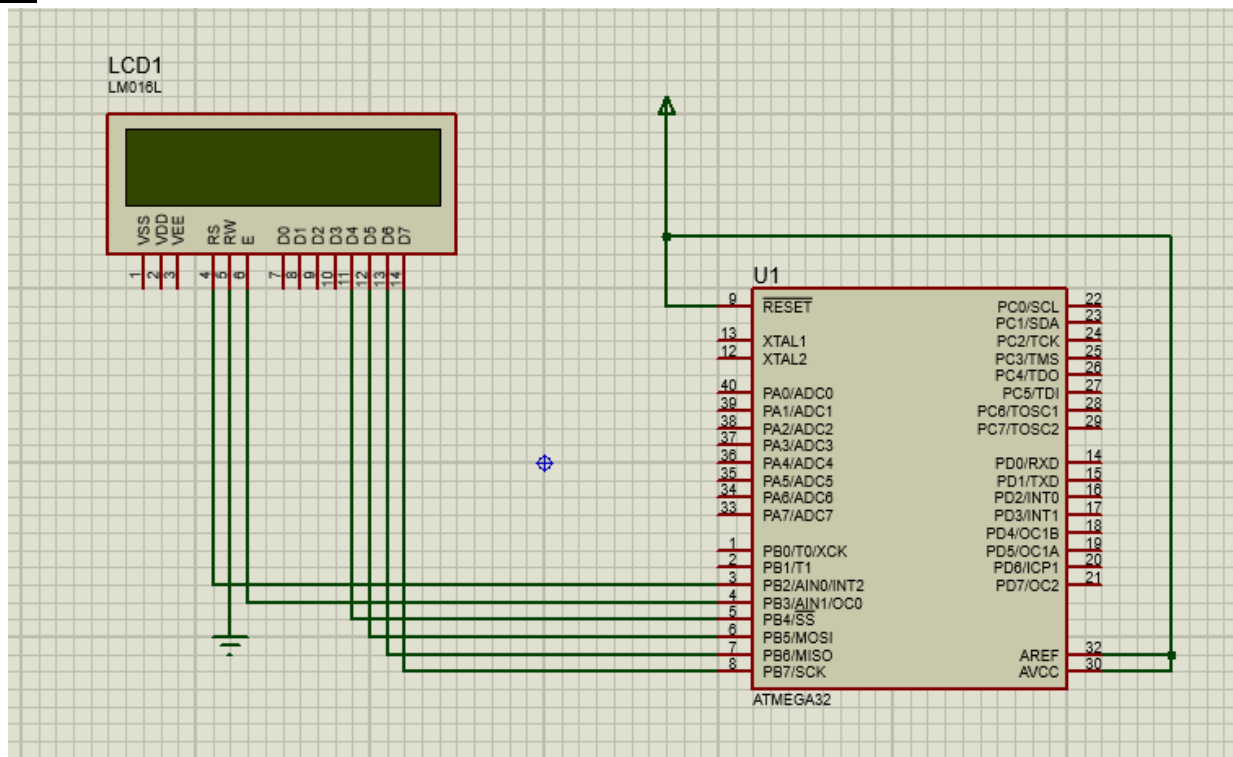 LCD1
LM016L
VSS
VDD
VEE
RS
RW
E
D0
D1
D2
D3
D4
D5
D6
D7
1
2
3
4
5
6
7
8
9
10
11
12
13
14
U1
9 RESET
13 XTAL1
12 XTAL2
40 PA0/ADC0
39 PA1/ADC1
38 PA2/ADC2
37 PA3/ADC3
36 PA4/ADC4
35 PA5/ADC5
34 PA6/ADC6
33 PA7/ADC7
1 PB0/T0/XCK
2 PB1/T1
3 PB2/AIN0/INT2
4 PB3/AIN1/OC0
5 PB4/SS
6 PB5/MOSI
7 PB6/MISO
8 PB7/SCK
PC0/SCL 22
PC1/SDA 23
PC2/TCK 24
PC3/TMS 25
PC4/TDO 26
PC5/TDI 27
PC6/TOSC1 28
PC7/TOSC2 29
PD0/RXD 14
PD1/TXD 15
PD2/INT0 16
PD3/INT1 17
PD4/OC1B 18
PD5/OC1A 19
PD6/ICP1 20
PD7/OC2 21
AREF 32
AVCC 30
ATMEGA32